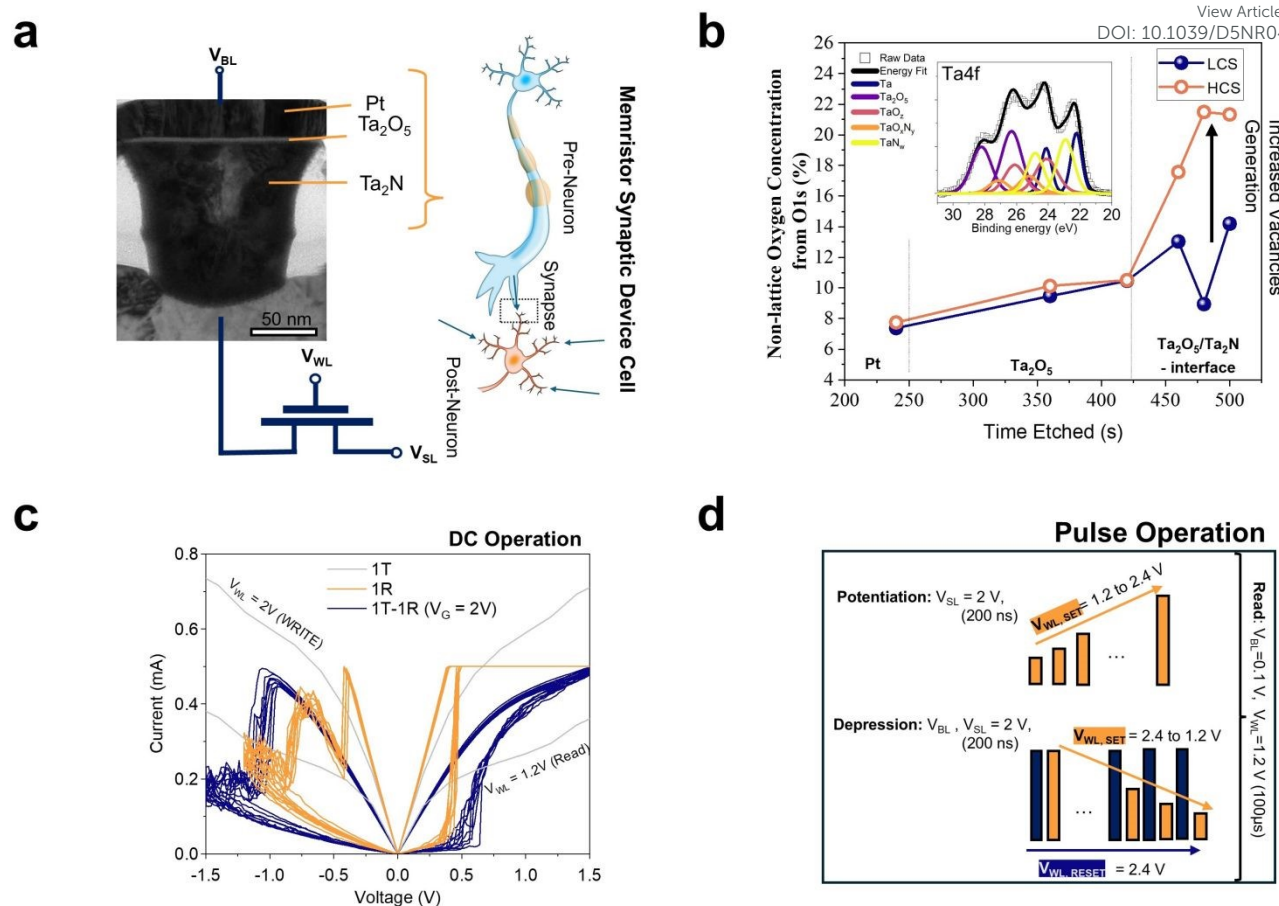 View Article
DOI: 10.1039/D5NR04
a
V_BL
Pt
Ta₂O₅
Ta₂N
50 nm
V_WL
V_SL
Pre-Neuron
Synapse
Post-Neuron
Memristor Synaptic Device Cell
b
Non-lattice Oxygen Concentration
from O1s (%)
26
24
22
20
18
16
14
12
10
8
6
4
200 250 300 350 400 450 500
Time Etched (s)
Raw Data
Energy Fit
Ta
Ta₂O₅
TaO_z
TaOₓN_y
TaN_w
Ta4f
30 28 26 24 22 20
Binding energy (eV)
LCS
HCS
Pt
Ta₂O₅
Ta₂O₅/Ta₂N
- interface
Increased Vacancies
Generation
c
DC Operation
Current (mA)
0.8
0.6
0.4
0.2
0.0
-1.5 -1.0 -0.5 0.0 0.5 1.0 1.5
Voltage (V)
1T
1R
1T-1R (V_G = 2V)
V_WL = 2V (WRITE)
V_WL = 1.2V (Read)
d
Pulse Operation
Potentiation: V_SL = 2 V,
(200 ns)
V_WL, SET = 1.2 to 2.4 V
...
Depression: V_BL , V_SL = 2 V,
(200 ns)
V_WL, SET = 2.4 to 1.2 V
...
V_WL, RESET = 2.4 V
Read: V_BL=0.1 V, V_WL=1.2 V (100µs)